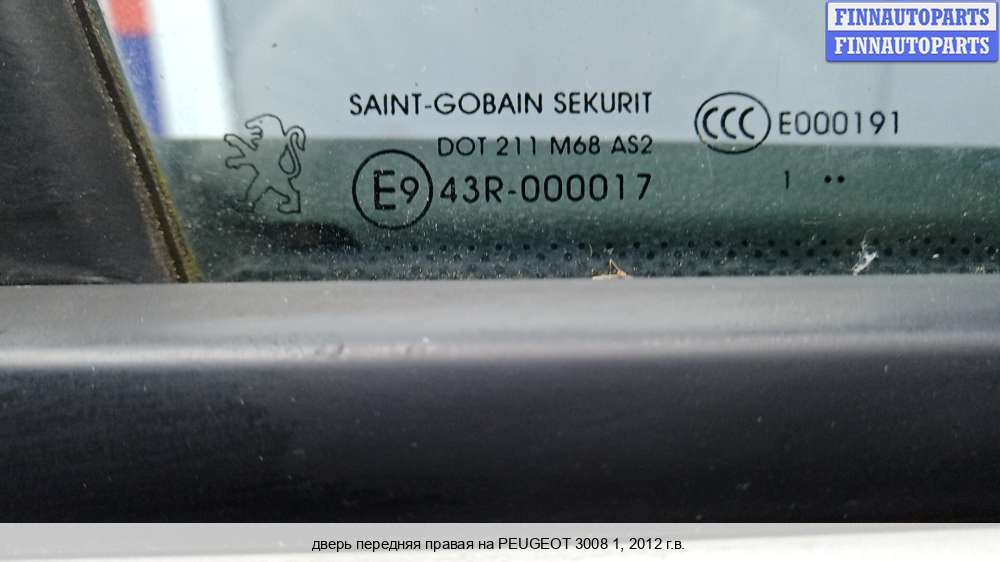 FINNAUTOPARTS
FINNAUTOPARTS
SAINT-GOBAIN SEKURIT
DOT 211 M68 AS2
E9 43R-000017
CCC E000191
1 ••
дверь передняя правая на PEUGEOT 3008 1, 2012 г.в.